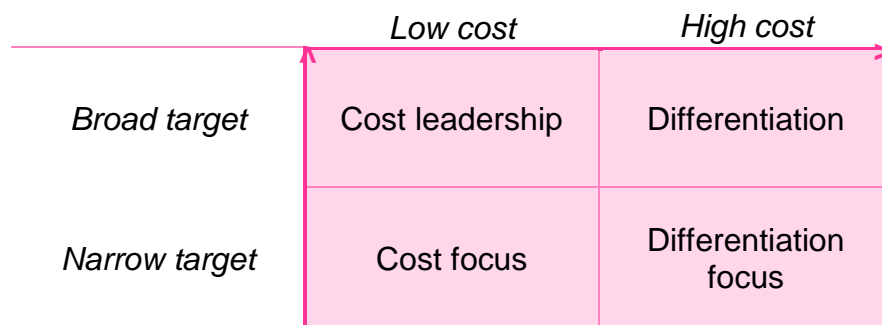 Low cost High cost
Broad target Cost leadership Differentiation
Narrow target Cost focus Differentiation
focus